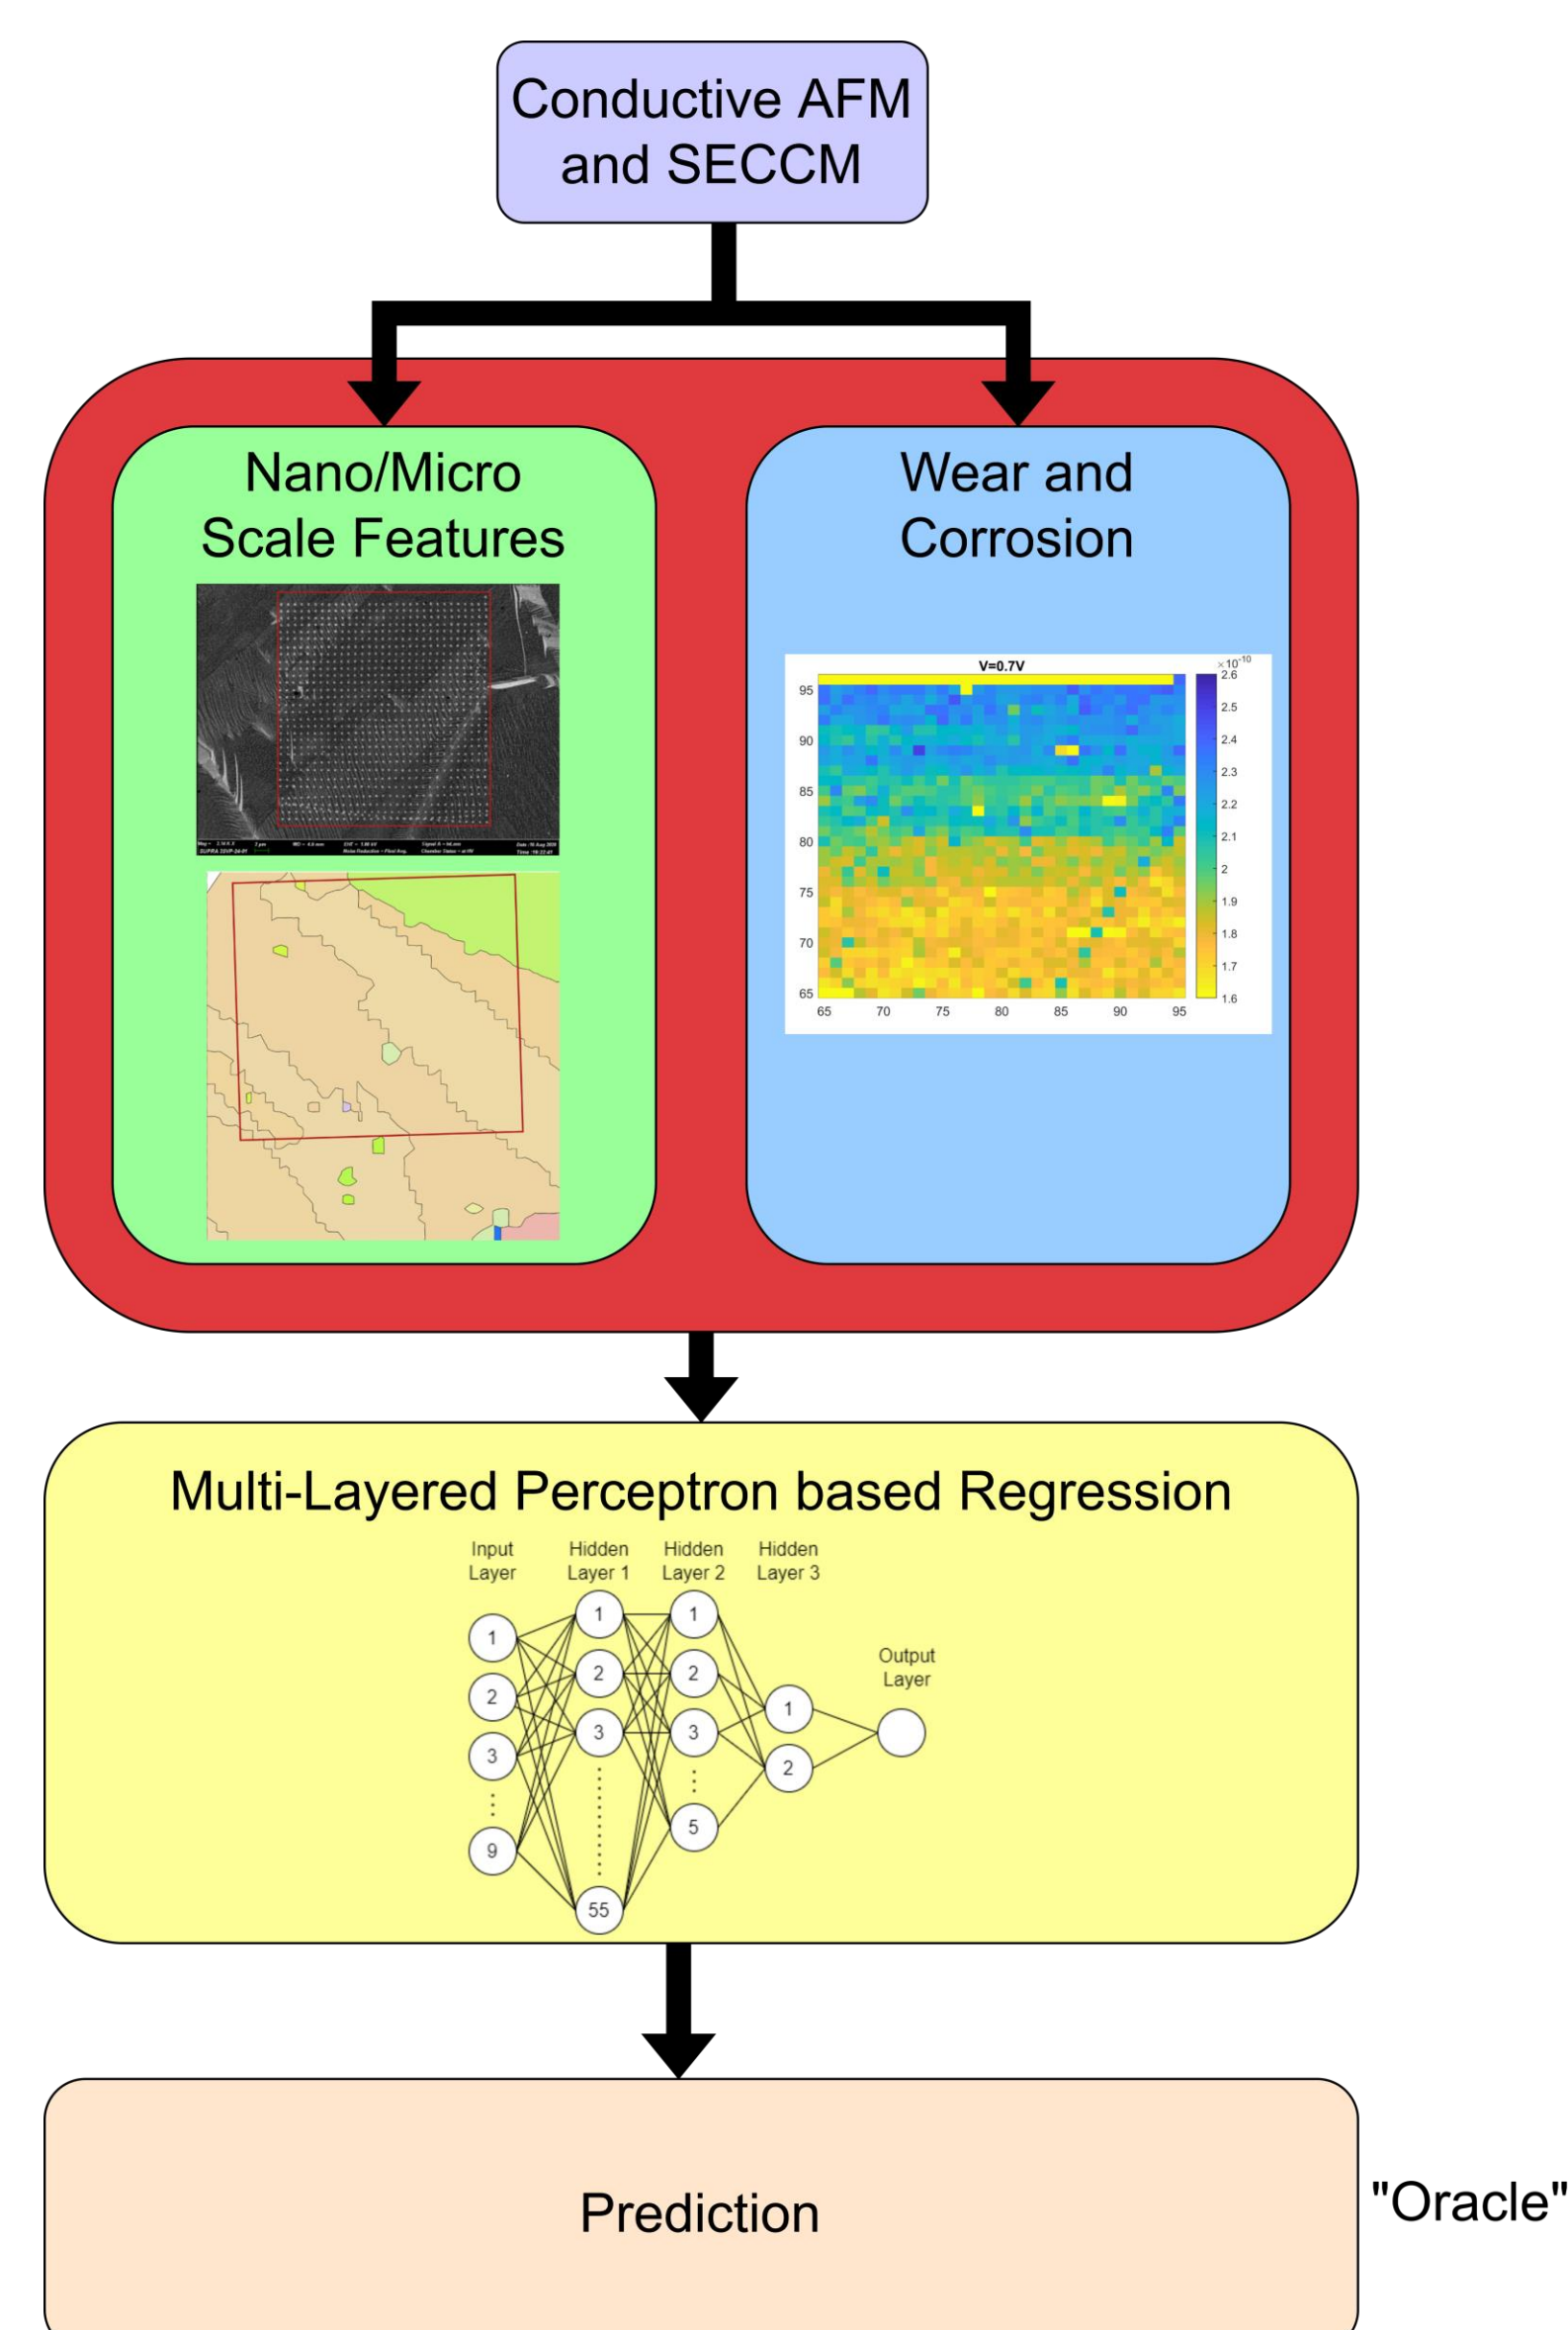 Conductive AFM
and SECCM
Nano/Micro
Scale Features
Wear and
Corrosion
V=0.7V
×10-10
95
90
85
80
75
70
65
65 70 75 80 85 90 95
2.6
2.5
2.4
2.3
2.2
2.1
2
1.9
1.8
1.7
1.6
Multi-Layered Perceptron based Regression
Input
Layer
Hidden
Layer 1
Hidden
Layer 2
Hidden
Layer 3
Output
Layer
1
2
3
9
1
2
3
55
1
2
3
5
1
2
Prediction
"Oracle"